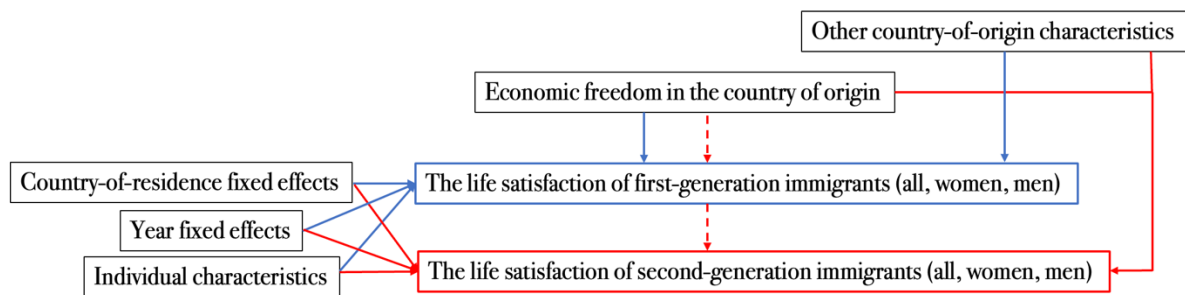 Other country-of-origin characteristics
Economic freedom in the country of origin
Country-of-residence fixed effects
The life satisfaction of first-generation immigrants (all, women, men)
Year fixed effects
Individual characteristics
The life satisfaction of second-generation immigrants (all, women, men)